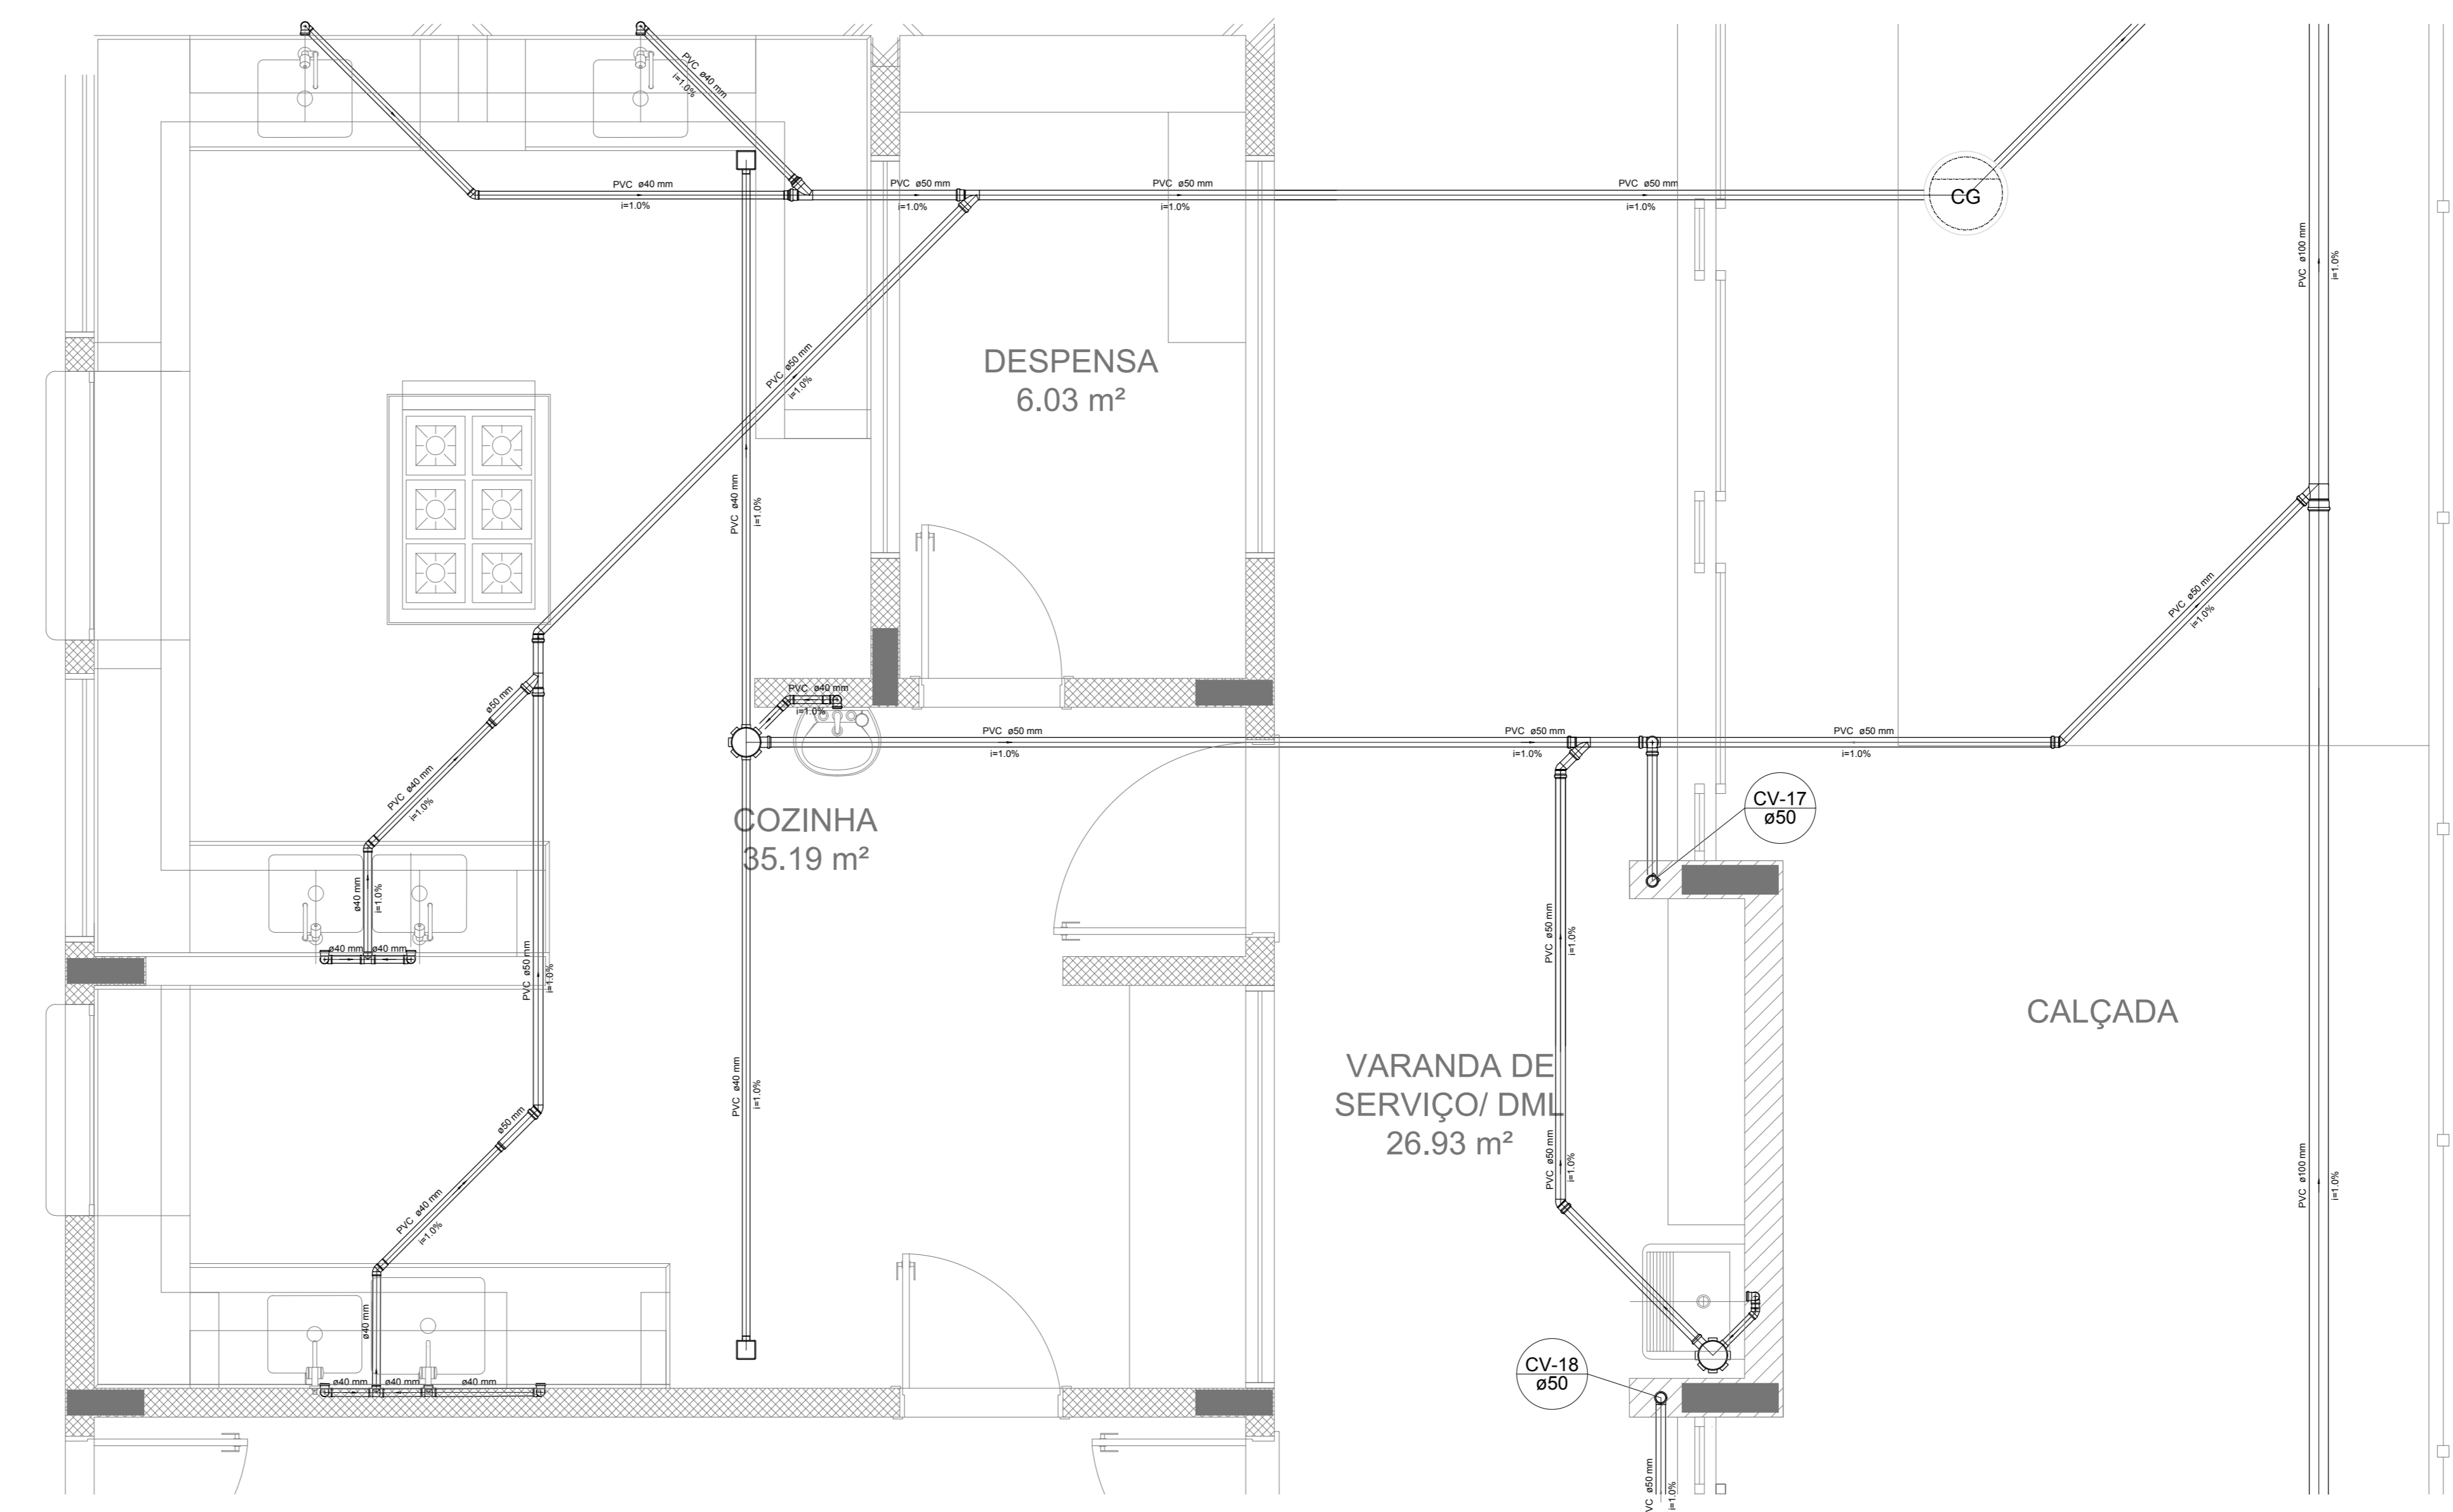 PVC ø40 mm
i=1.0%
PVC ø40 mm
i=1.0%
PVC ø50 mm
i=1.0%
PVC ø50 mm
i=1.0%
PVC ø50 mm
i=1.0%
CG
PVC ø100 mm
i=1.0%
PVC ø50 mm
i=1.0%
DESPENSA
6.03 m²
PVC ø40 mm
i=1.0%
PVC ø50 mm
i=1.0%
ø50 mm
PVC ø40 mm
i=1.0%
PVC ø40 mm
i=1.0%
PVC ø50 mm
i=1.0%
PVC ø50 mm
i=1.0%
PVC ø50 mm
i=1.0%
CV-17
ø50
COZINHA
35.19 m²
ø40 mm
i=1.0%
ø40 mm
ø40 mm
PVC ø50 mm
i=1.0%
PVC ø50 mm
i=1.0%
CALÇADA
VARANDA DE
SERVIÇO/ DML
26.93 m²
PVC ø40 mm
i=1.0%
ø50 mm
PVC ø40 mm
i=1.0%
PVC ø50 mm
i=1.0%
PVC ø100 mm
i=1.0%
ø40 mm
ø40 mm
ø40 mm
ø40 mm
CV-18
ø50
VC ø50 mm
i=1.0%